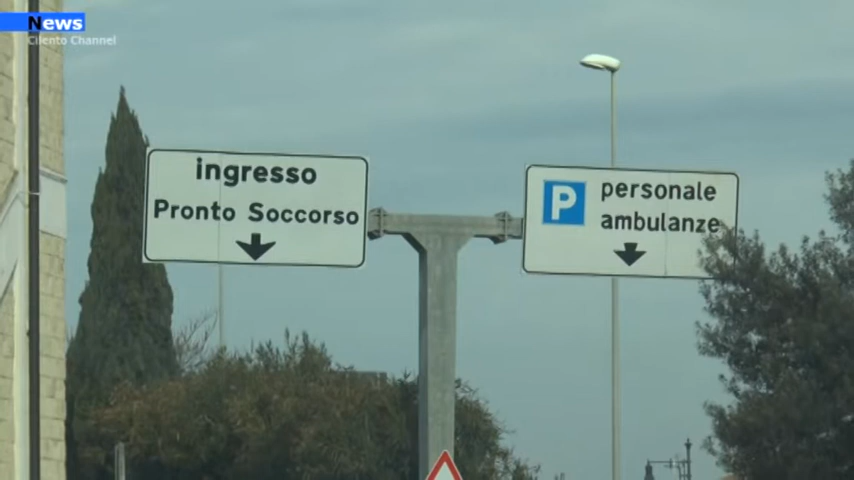 News
Cilento Channel
ingresso
Pronto Soccorso
P personale
ambulanze